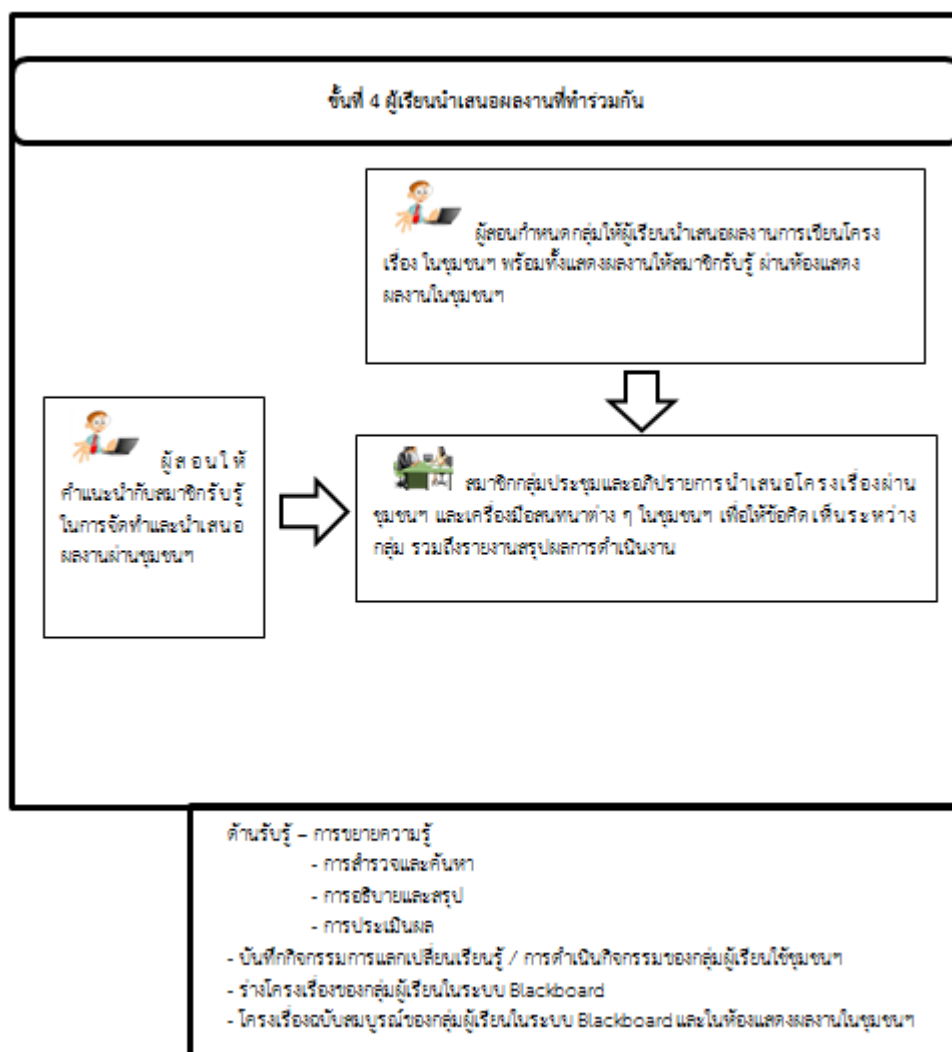 ขั้นที่ 4 ผู้เรียนนำเสนอผลงานที่ทำร่วมกัน
ผู้สอนกำหนดกลุ่มให้ผู้เรียนนำเสนอผลงานการเขียนโครง
เรื่อง ในชุมชนฯ พร้อมทั้งแสดงผลงานให้สมาชิกรับรู้ ผ่านห้องแสดง
ผลงานในชุมชนฯ
ผู้สอนให้
คำแนะนำกับสมาชิกรับรู้
ในการจัดทำและนำเสนอ
ผลงานผ่านชุมชนฯ
สมาชิกกลุ่มประชุมและอภิปรายการนำเสนอโครงเรื่องผ่าน
ชุมชนฯ และเครื่องมือสนทนาต่าง ๆ ในชุมชนฯ เพื่อให้ข้อคิดเห็นระหว่าง
กลุ่ม รวมถึงรายงานสรุปผลการดำเนินงาน
ด้านรับรู้ – การขยายความรู้
- การสำรวจและค้นหา
- การอธิบายและสรุป
- การประเมินผล
- บันทึกกิจกรรมการแลกเปลี่ยนเรียนรู้ / การดำเนินกิจกรรมของกลุ่มผู้เรียนใช้ชุมชนฯ
- ร่างโครงเรื่องของกลุ่มผู้เรียนในระบบ Blackboard
- โครงเรื่องฉบับสมบูรณ์ของกลุ่มผู้เรียนในระบบ Blackboard และในห้องแสดงผลงานในชุมชนฯ